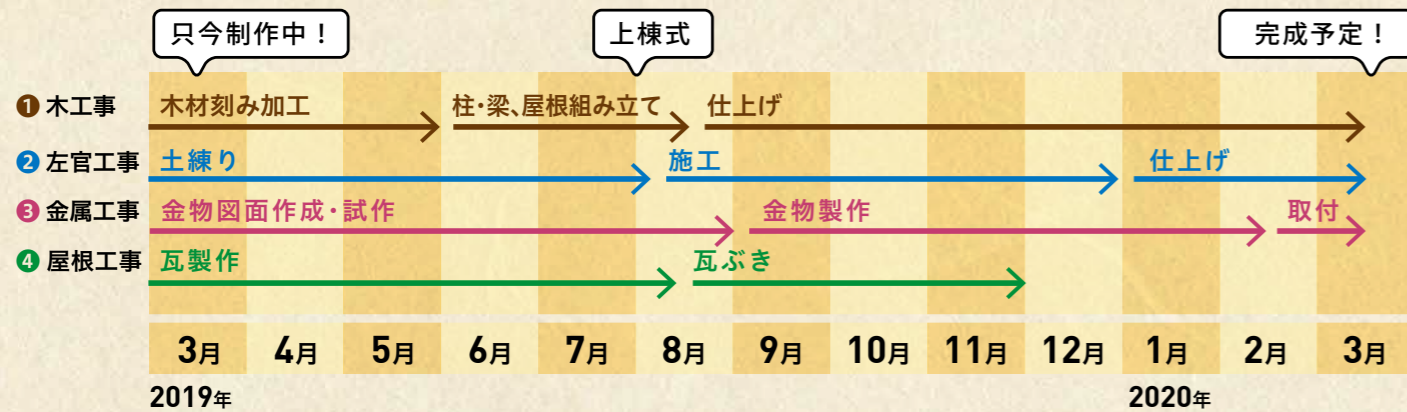 只今制作中！ 上棟式 完成予定！
❶ 木工事 木材刻み加工 柱・梁、屋根組み立て 仕上げ
❷ 左官工事 土練り 施工 仕上げ
❸ 金属工事 金物図面作成・試作 金物製作 取付
❹ 屋根工事 瓦製作 瓦ぶき
3月 4月 5月 6月 7月 8月 9月 10月 11月 12月 1月 2月 3月
2019年 2020年